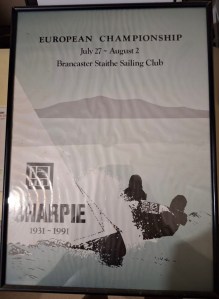 EUROPEAN CHAMPIONSHIP
July 27 - August 2
Brancaster Staithe Sailing Club
SHARPIE
1931 - 1991